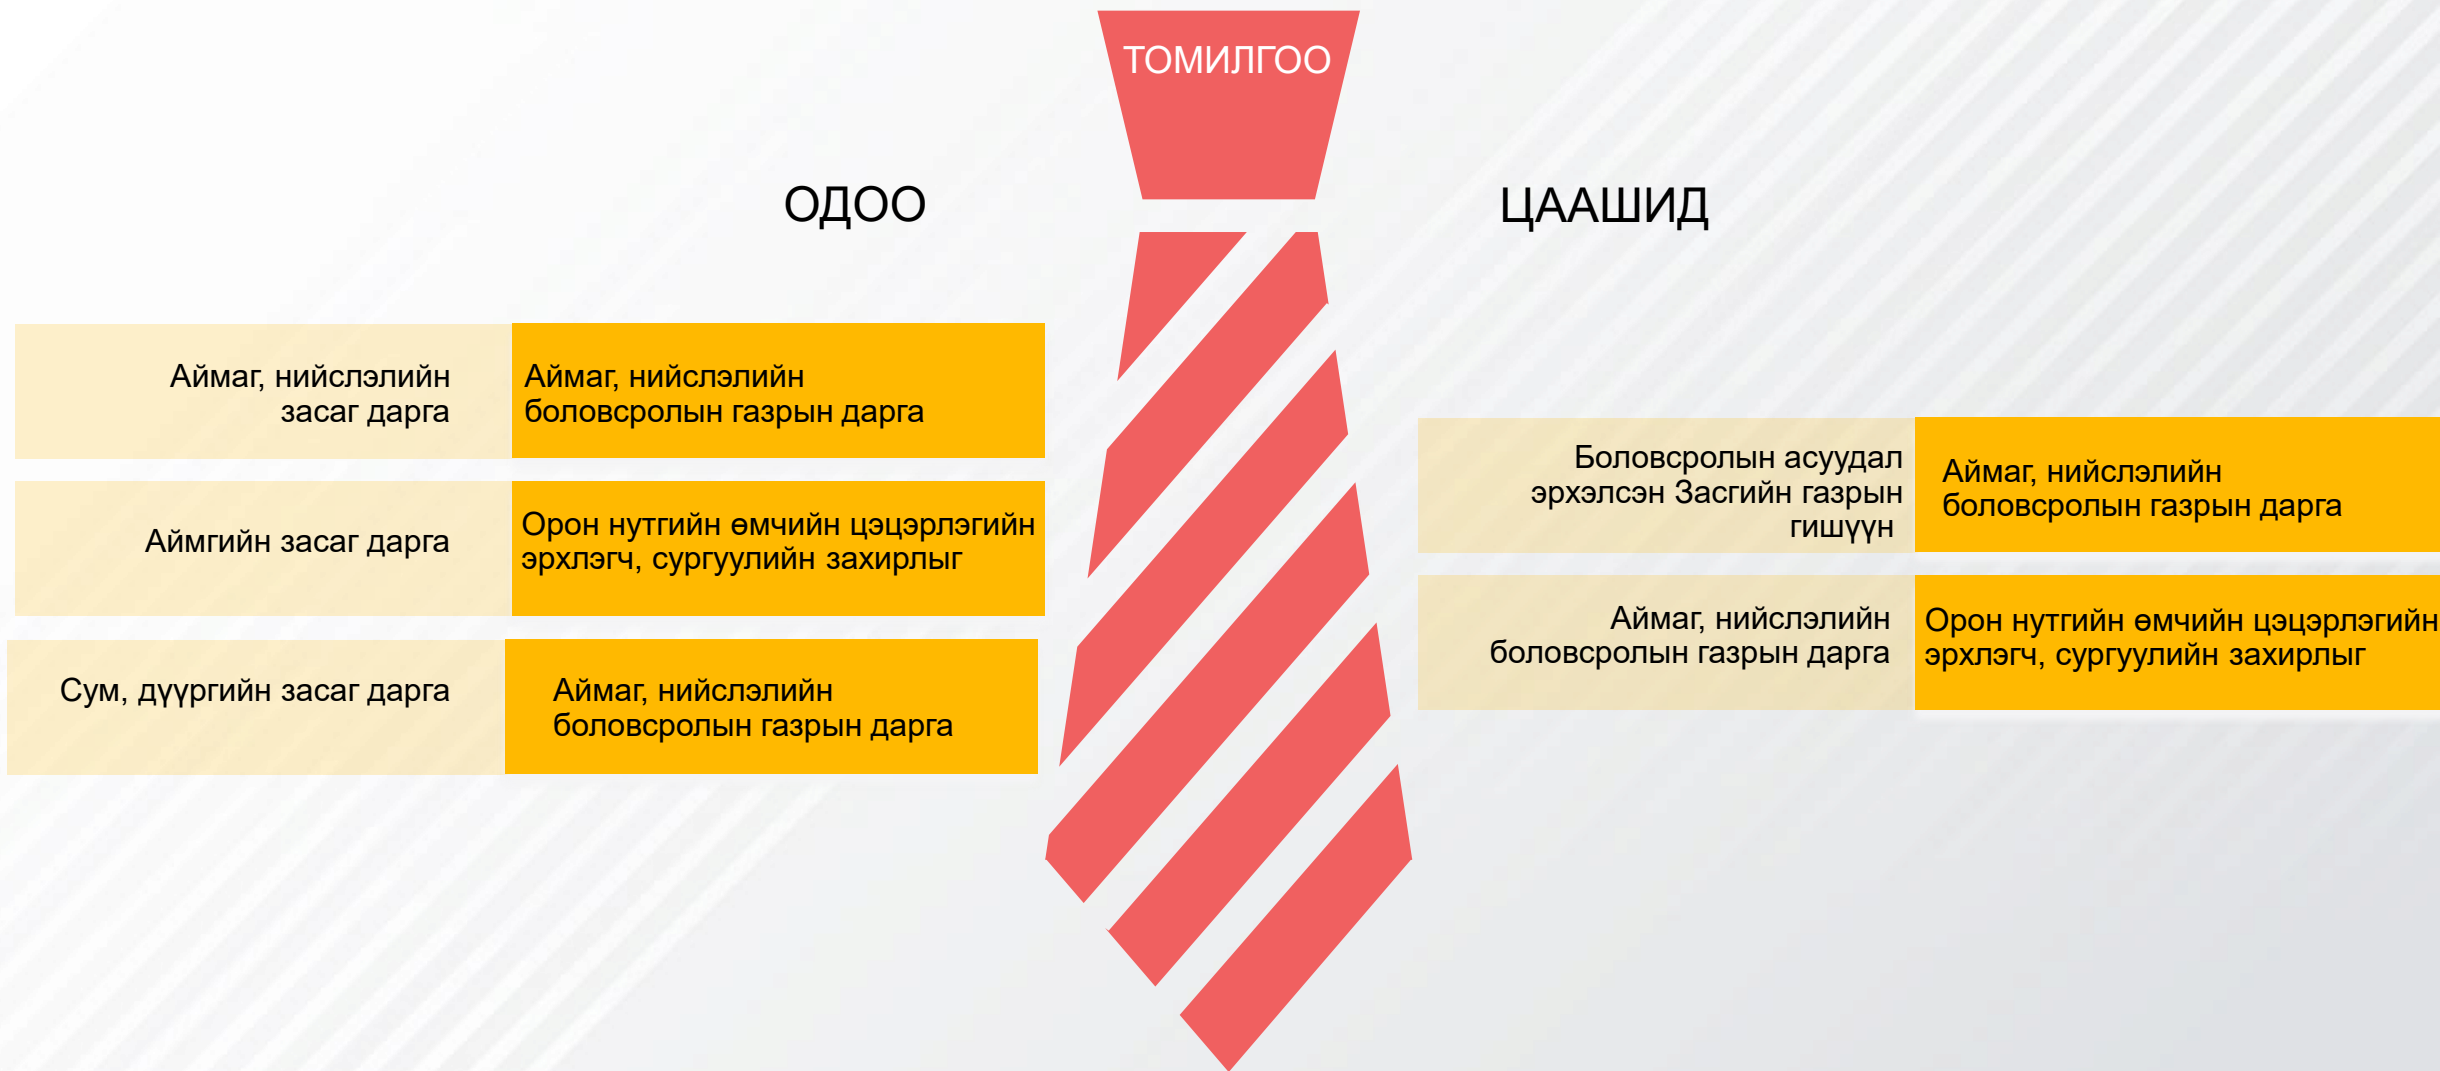 ТОМИЛГОО
ОДОО
Аймаг, нийслэлийн
засаг дарга
Аймаг, нийслэлийн
боловсролын газрын дарга
Аймгийн засаг дарга
Орон нутгийн өмчийн цэцэрлэгийн
эрхлэгч, сургуулийн захирлыг
Сум, дүүргийн засаг дарга
Аймаг, нийслэлийн
боловсролын газрын дарга
ЦААШИД
Боловсролын асуудал
эрхэлсэн Засгийн газрын
гишүүн
Аймаг, нийслэлийн
боловсролын газрын дарга
Аймаг, нийслэлийн
боловсролын газрын дарга
Орон нутгийн өмчийн цэцэрлэгийн
эрхлэгч, сургуулийн захирлыг